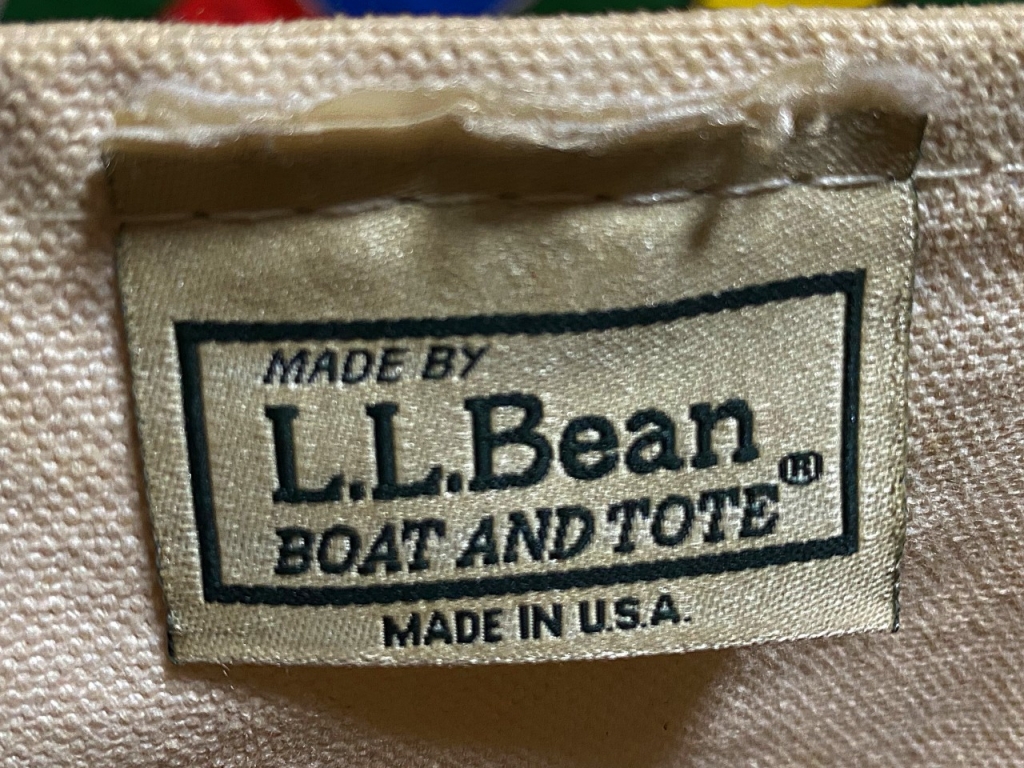 MADE BY
L.L.Bean®
BOAT AND TOTE
MADE IN U.S.A.